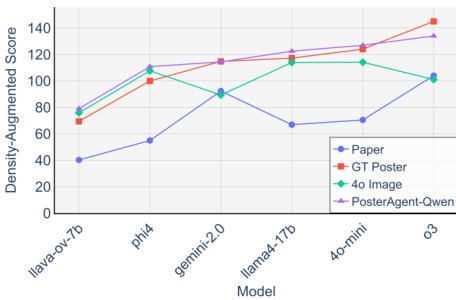 Density-Augmented Score
140
120
100
80
60
40
20
0
Paper
GT Poster
4o Image
PosterAgent-Qwen
llava-ov-7b
phi4
gemini-2.0
llama4-17b
4o-mini
o3
Model